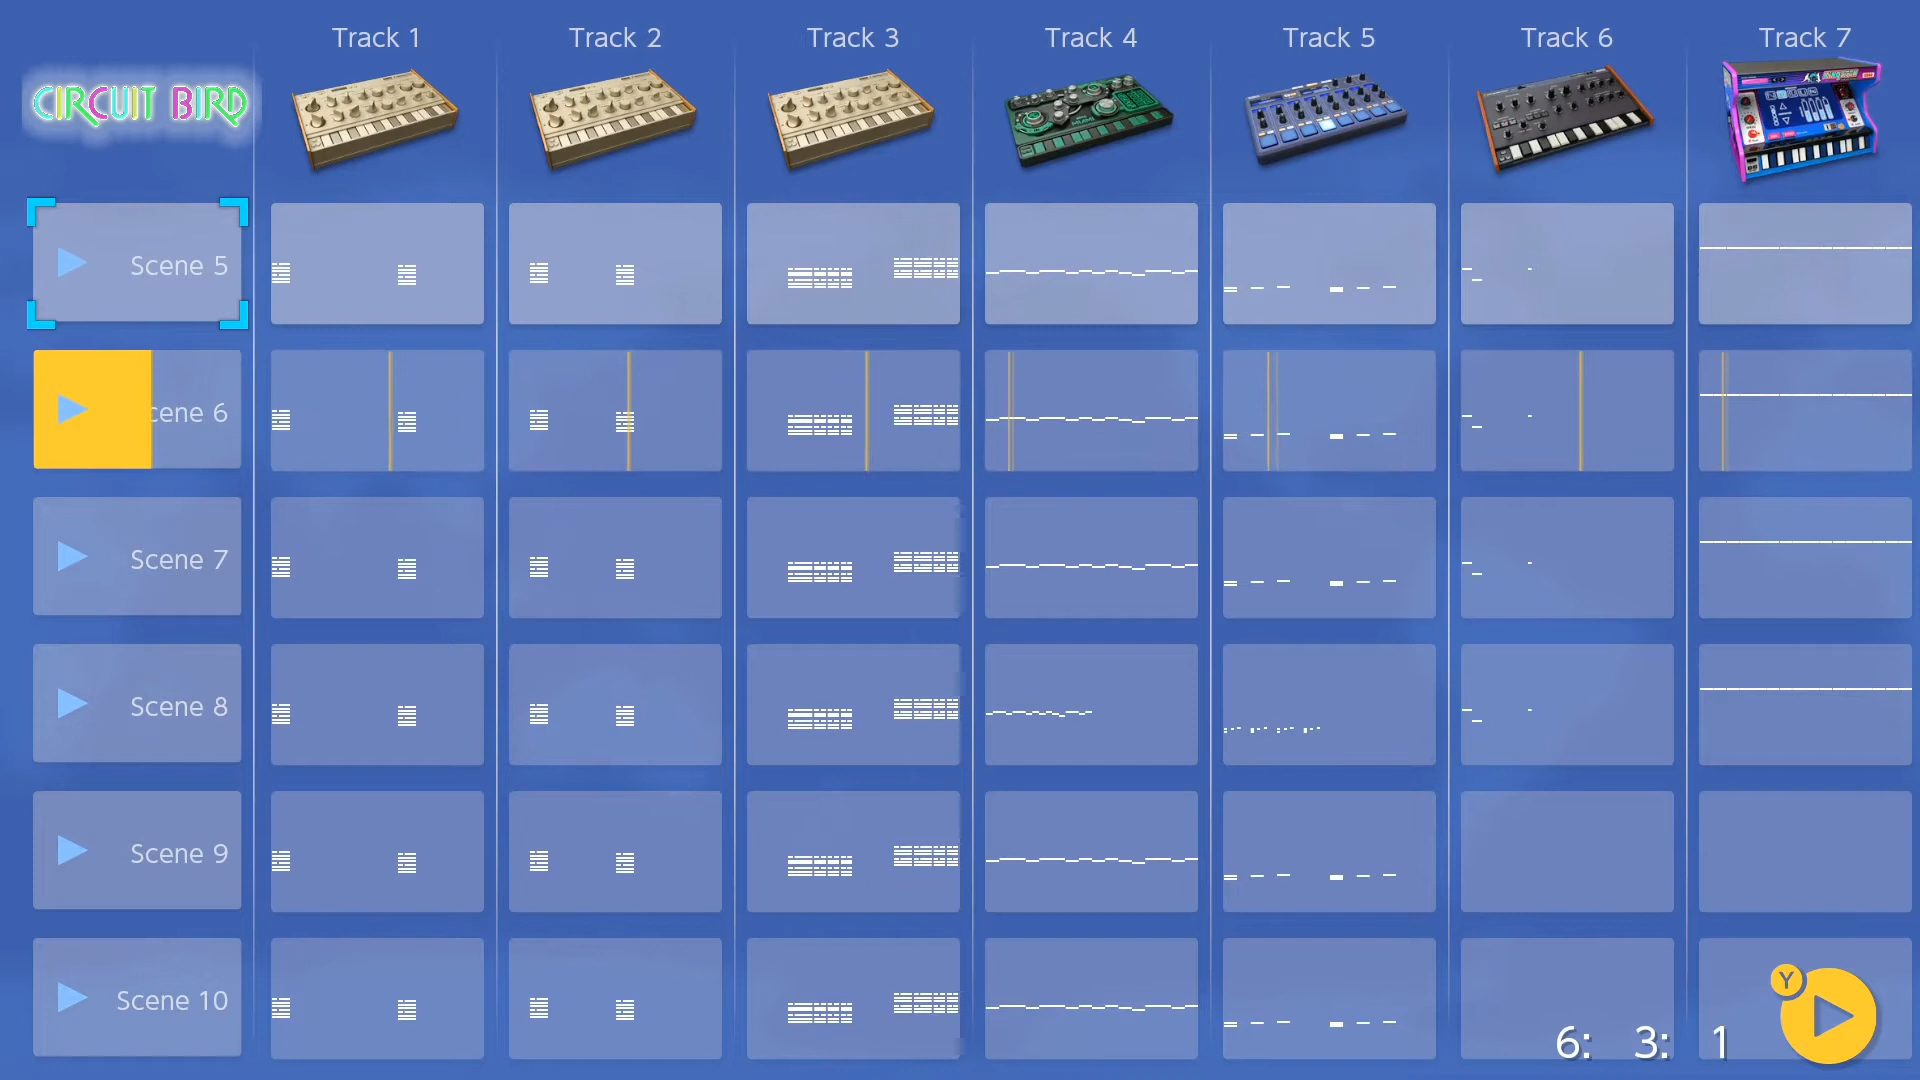 Track 1
Track 2
Track 3
Track 4
Track 5
Track 6
Track 7
CIRCUIT BIRD
Scene 5
cene 6
Scene 7
Scene 8
Scene 9
Scene 10
6: 3: 1
Y